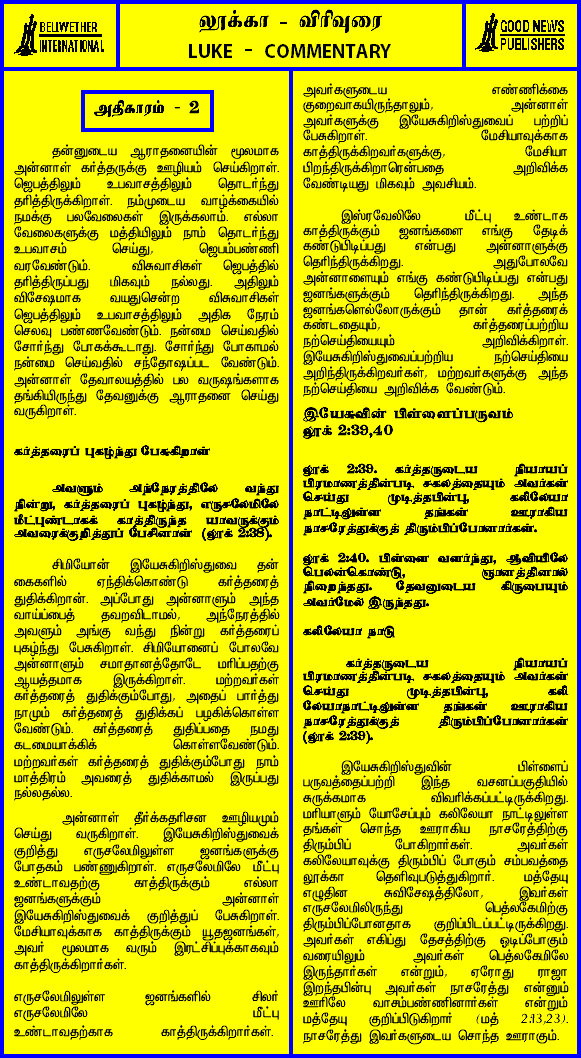 BELLWETHER
INTERNATIONAL
லூக்கா - விரிவுரை
LUKE - COMMENTARY
GOOD NEWS
PUBLISHERS
அதிகாரம் - 2
தன்னுடைய ஆராதனையின் மூலமாக
அன்னாள் கர்த்தருக்கு ஊழியம் செய்கிறாள்.
ஜெபத்திலும் உபவாசத்திலும் தொடர்ந்து
தரித்திருக்கிறாள். நம்முடைய வாழ்க்கையில்
நமக்கு பலவேலைகள் இருக்கலாம். எல்லா
வேலைகளுக்கு மத்தியிலும் நாம் தொடர்ந்து
உபவாசம் செய்து, ஜெபம்பண்ணி
வரவேண்டும். விசுவாசிகள் ஜெபத்தில்
தரித்திருப்பது மிகவும் நல்லது. அதிலும்
விசேஷமாக வயதுசென்ற விசுவாசிகள்
ஜெபத்திலும் உபவாசத்திலும் அதிக நேரம்
செலவு பண்ணவேண்டும். நன்மை செய்வதில்
சோர்ந்து போகக்கூடாது. சோர்ந்து போகாமல்
நன்மை செய்வதில் சந்தோஷப்பட வேண்டும்.
அன்னாள் தேவாலயத்தில் பல வருஷங்களாக
தங்கியிருந்து தேவனுக்கு ஆராதனை செய்து
வருகிறாள்.
கர்த்தரைப் புகழ்ந்து பேசுகிறாள்
அவளும் அந்நேரத்திலே வந்து
நின்று, கர்த்தரைப் புகழ்ந்து, எருசலேமிலே
மீட்புண்டாகக் காத்திருந்த யாவருக்கும்
அவரைக்குறித்துப் பேசினாள் (லூக் 2:38).
சிமியோன் இயேசுகிறிஸ்துவை தன்
கைகளில் ஏந்திக்கொண்டு கர்த்தரைத்
துதிக்கிறான். அப்போது அன்னாளும் அந்த
வாய்ப்பைத் தவறவிடாமல், அந்நேரத்தில்
அவளும் அங்கு வந்து நின்று கர்த்தரைப்
புகழ்ந்து பேசுகிறாள். சிமியோனைப் போலவே
அன்னாளும் சமாதானத்தோடே மரிப்பதற்கு
ஆயத்தமாக இருக்கிறாள். மற்றவர்கள்
கர்த்தரைத் துதிக்கும்போது, அதைப் பார்த்து
நாமும் கர்த்தரைத் துதிக்கப் பழகிக்கொள்ள
வேண்டும். கர்த்தரைத் துதிப்பதை நமது
கடமையாக்கிக் கொள்ளவேண்டும்.
மற்றவர்கள் கர்த்தரைத் துதிக்கும்போது நாம்
மாத்திரம் அவரைத் துதிக்காமல் இருப்பது
நல்லதல்ல.
அன்னாள் தீர்க்கதரிசன ஊழியமும்
செய்து வருகிறாள். இயேசுகிறிஸ்துவைக்
குறித்து எருசலேமிலுள்ள ஜனங்களுக்கு
போதகம் பண்ணுகிறாள். எருசலேமிலே மீட்பு
உண்டாவதற்கு காத்திருக்கும் எல்லா
ஜனங்களுக்கும் அன்னாள்
இயேசுகிறிஸ்துவைக் குறித்துப் பேசுகிறாள்.
மேசியாவுக்காக காத்திருக்கும் யூதஜனங்கள்,
அவர் மூலமாக வரும் இரட்சிப்புக்காகவும்
காத்திருக்கிறார்கள்.
எருசலேமிலுள்ள ஜனங்களில் சிலர்
எருசலேமிலே மீட்பு
உண்டாவதற்காக காத்திருக்கிறார்கள்.
அவர்களுடைய எண்ணிக்கை
குறைவாகயிருந்தாலும், அன்னாள்
அவர்களுக்கு இயேசுகிறிஸ்துவைப் பற்றிப்
பேசுகிறாள். மேசியாவுக்காக
காத்திருக்கிறவர்களுக்கு, மேசியா
பிறந்திருக்கிறாரென்பதை அறிவிக்க
வேண்டியது மிகவும் அவசியம்.
இஸ்ரவேலிலே மீட்பு உண்டாக
காத்திருக்கும் ஜனங்களை எங்கு தேடிக்
கண்டுபிடிப்பது என்பது அன்னாளுக்கு
தெரிந்திருக்கிறது. அதுபோலவே
அன்னாளையும் எங்கு கண்டுபிடிப்பது என்பது
ஜனங்களுக்கும் தெரிந்திருக்கிறது. அந்த
ஜனங்களெல்லோருக்கும் தான் கர்த்தரைக்
கண்டதையும், கர்த்தரைப்பற்றிய
நற்செய்தியையும் அறிவிக்கிறாள்.
இயேசுகிறிஸ்துவைப்பற்றிய நற்செய்தியை
அறிந்திருக்கிறவர்கள், மற்றவர்களுக்கு அந்த
நற்செய்தியை அறிவிக்க வேண்டும்.
இயேசுவின் பிள்ளைப்பருவம்
லூக் 2:39,40
லூக் 2:39. கர்த்தருடைய நியாயப்
பிரமாணத்தின்படி சகலத்தையும் அவர்கள்
செய்து முடித்தபின்பு, கலிலேயா
நாட்டிலுள்ள தங்கள் ஊராகிய
நாசரேத்துக்குத் திரும்பிப்போனார்கள்.
லூக் 2:40. பிள்ளை வளர்ந்து, ஆவியிலே
பெலன்கொண்டு, ஞானத்தினால்
நிறைந்தது. தேவனுடைய கிருபையும்
அவர்மேல் இருந்தது.
கலிலேயா நாடு
கர்த்தருடைய நியாயப்
பிரமாணத்தின்படி சகலத்தையும் அவர்கள்
செய்து முடித்தபின்பு, கலி
லேயாநாட்டிலுள்ள தங்கள் ஊராகிய
நாசரேத்துக்குத் திரும்பிப்போனார்கள்
(லூக் 2:39).
இயேசுகிறிஸ்துவின் பிள்ளைப்
பருவத்தைப்பற்றி இந்த வசனப்பகுதியில்
சுருக்கமாக விவரிக்கப்பட்டிருக்கிறது.
மரியாளும் யோசேப்பும் கலிலேயா நாட்டிலுள்ள
தங்கள் சொந்த ஊராகிய நாசரேத்திற்கு
திரும்பிப் போகிறார்கள். அவர்கள்
கலிலேயாவுக்கு திரும்பிப் போகும் சம்பவத்தை
லூக்கா தெளிவுபடுத்துகிறார். மத்தேயு
எழுதின சுவிசேஷத்திலோ, இவர்கள்
எருசலேமிலிருந்து பெத்லகேமிற்கு
திரும்பிப்போனதாக குறிப்பிடப்பட்டிருக்கிறது.
அவர்கள் எகிப்து தேசத்திற்கு ஓடிப்போகும்
வரையிலும் அவர்கள் பெத்லகேமிலே
இருந்தார்கள் என்றும், ஏரோது ராஜா
இறந்தபின்பு அவர்கள் நாசரேத்து என்னும்
ஊரிலே வாசம்பண்ணினார்கள் என்றும்
மத்தேயு குறிப்பிடுகிறார் (மத் 2:13,23).
நாசரேத்து இவர்களுடைய சொந்த ஊராகும்.